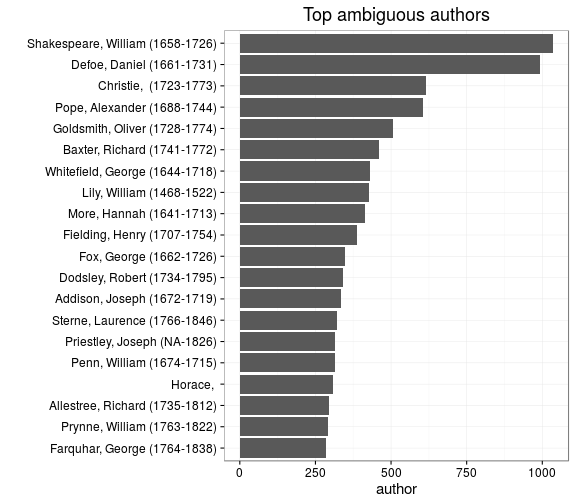 Top ambiguous authors
Shakespeare, William (1658-1726)
Defoe, Daniel (1661-1731)
Christie,  (1723-1773)
Pope, Alexander (1688-1744)
Goldsmith, Oliver (1728-1774)
Baxter, Richard (1741-1772)
Whitefield, George (1644-1718)
Lily, William (1468-1522)
More, Hannah (1641-1713)
Fielding, Henry (1707-1754)
Fox, George (1662-1726)
Dodsley, Robert (1734-1795)
Addison, Joseph (1672-1719)
Sterne, Laurence (1766-1846)
Priestley, Joseph (NA-1826)
Penn, William (1674-1715)
Horace,
Allestree, Richard (1735-1812)
Prynne, William (1763-1822)
Farquhar, George (1764-1838)
0 250 500 750 1000
author